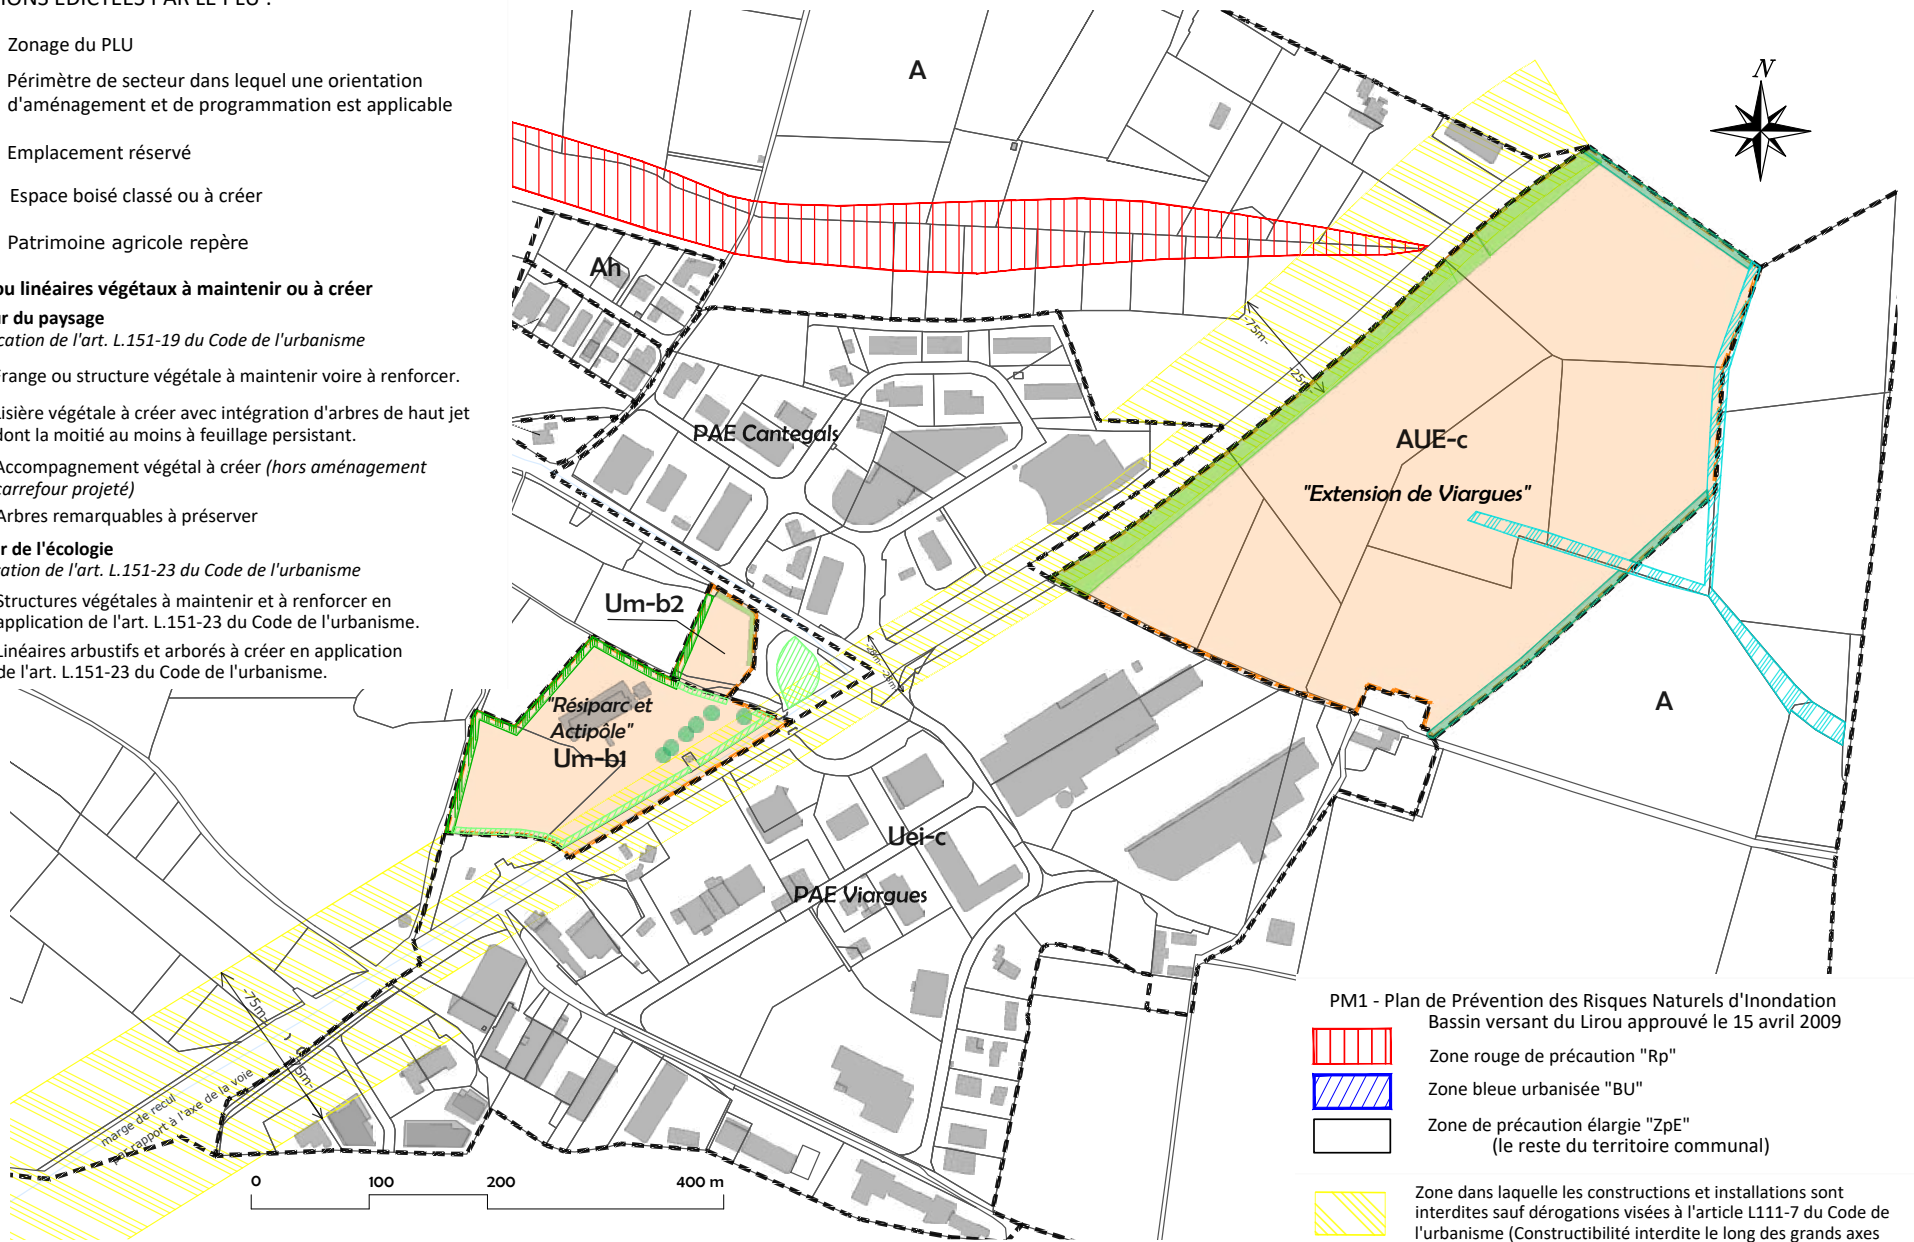 IONS EDICTEES PAR LE PLU :
Zonage du PLU
Périmètre de secteur dans lequel une orientation
d'aménagement et de programmation est applicable
Emplacement réservé
Espace boisé classé ou à créer
Patrimoine agricole repère
ou linéaires végétaux à maintenir ou à créer
ur du paysage
cation de l'art. L.151-19 du Code de l'urbanisme
Frange ou structure végétale à maintenir voire à renforcer.
Lisière végétale à créer avec intégration d'arbres de haut jet
dont la moitié au moins à feuillage persistant.
Accompagnement végétal à créer (hors aménagement
carrefour projeté)
Arbres remarquables à préserver
r de l'écologie
cation de l'art. L.151-23 du Code de l'urbanisme
Structures végétales à maintenir et à renforcer en
application de l'art. L.151-23 du Code de l'urbanisme.
Linéaires arbustifs et arborés à créer en application
de l'art. L.151-23 du Code de l'urbanisme.
A
N
Ah
-75m-
25m-
PAE Cantegals
AUE-c
"Extension de Viargues"
Um-b2
A
"Résiparc et
Actipôle"
Um-b1
Uei-c
PAE Viargues
-75m-
marge de recul
par rapport à l'axe de la voie
0
100
200
400 m
PM1 - Plan de Prévention des Risques Naturels d'Inondation
Bassin versant du Lirou approuvé le 15 avril 2009
Zone rouge de précaution "Rp"
Zone bleue urbanisée "BU"
Zone de précaution élargie "ZpE"
(le reste du territoire communal)
Zone dans laquelle les constructions et installations sont
interdites sauf dérogations visées à l'article L111-7 du Code de
l'urbanisme (Constructibilité interdite le long des grands axes